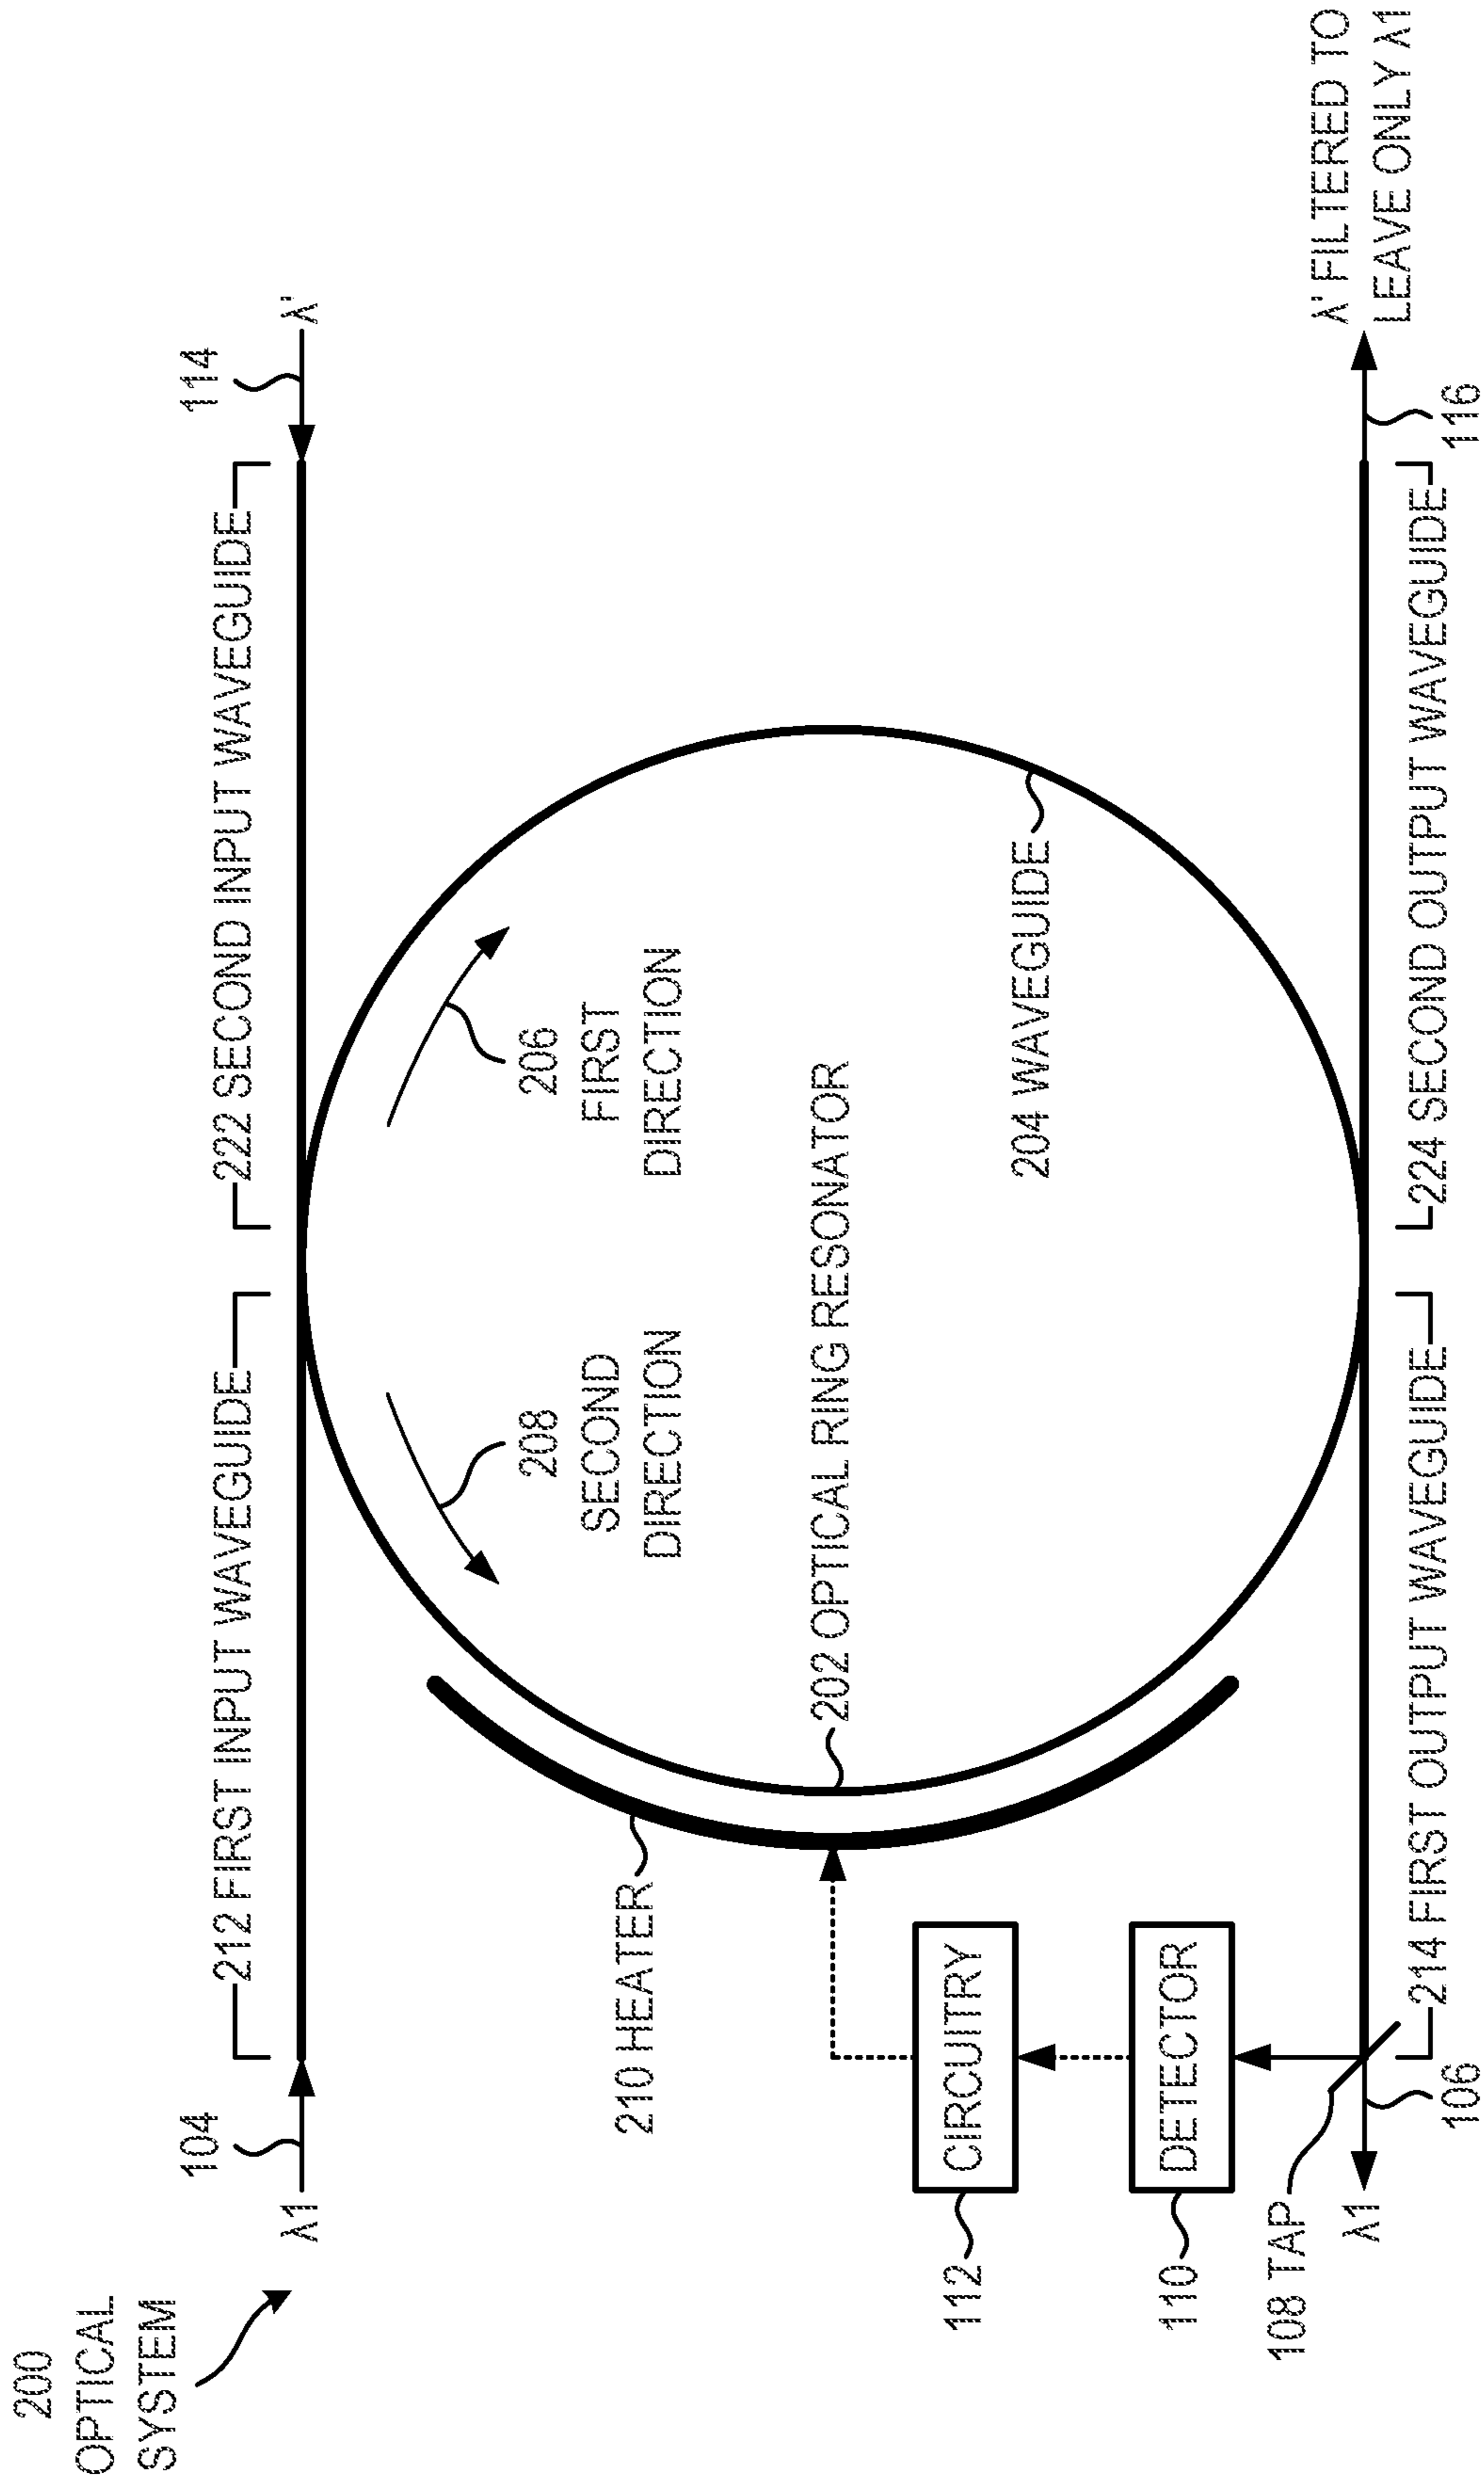 200
OPTICAL
SYSTEM
λ1
104
212 FIRST INPUT WAVEGUIDE
222 SECOND INPUT WAVEGUIDE
114
λ'
208
SECOND
DIRECTION
206
FIRST
DIRECTION
210 HEATER
202 OPTICAL RING RESONATOR
204 WAVEGUIDE
112
CIRCUITRY
110
DETECTOR
108 TAP
λ1
106
214 FIRST OUTPUT WAVEGUIDE
224 SECOND OUTPUT WAVEGUIDE
116
λ' FILTERED TO
LEAVE ONLY λ1